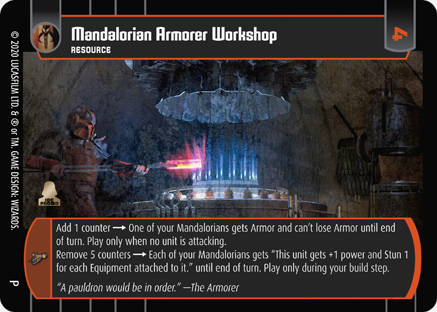 Mandalorian Armorer Workshop
RESOURCE
4
© 2020 LUCASFILM LTD. & ® or TM. GAME DESIGN: WIZARDS.
P
Add 1 counter → One of your Mandalorians gets Armor and can't lose Armor until end
of turn. Play only when no unit is attacking.
Remove 5 counters → Each of your Mandalorians gets "This unit gets +1 power and Stun 1
for each Equipment attached to it." until end of turn. Play only during your build step.
"A pauldron would be in order." –The Armorer